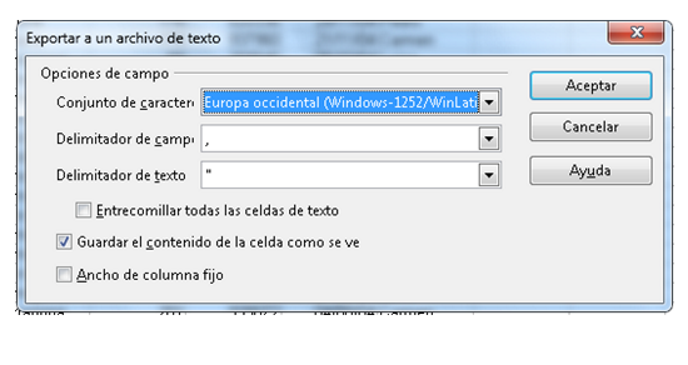 Exportar a un archivo de texto
Opciones de campo
Conjunto de caracter
Europa occidental (Windows-1252/WinLati
Aceptar
Delimitador de camp
,
Cancelar
Delimitador de texto
"
Ayuda
Entrecomillar todas las celdas de texto
Guardar el contenido de la celda como se ve
Ancho de columna fijo